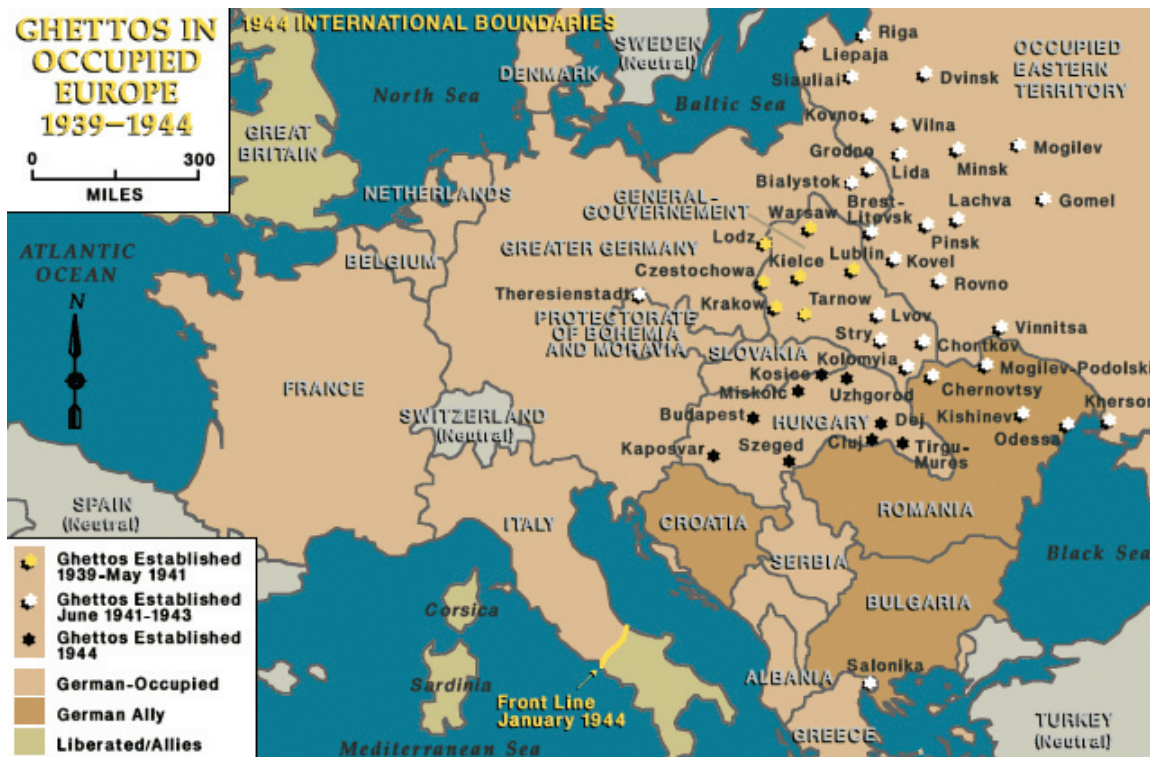 GHETTOS IN
OCCUPIED
EUROPE
1939–1944
0 300
MILES
1944 INTERNATIONAL BOUNDARIES
SWEDEN
(Neutral)
DENMARK
North Sea
Baltic Sea
GREAT
BRITAIN
NETHERLANDS
BELGIUM
ATLANTIC
OCEAN
N
FRANCE
SWITZERLAND
(Neutral)
SPAIN
(Neutral)
GREATER GERMANY
GENERAL-
GOUVERNEMENT
OCCUPIED
EASTERN
TERRITORY
Riga
Liepaja
Siauliai
Dvinsk
Kovno
Vilna
Grodno
Lida
Minsk
Mogilev
Bialystok
Brest-
Litovsk
Lachva
Gomel
Pinsk
Warsaw
Lodz
Lublin
Kovel
Kielce
Czestochowa
Rovno
Theresienstadt
Krakow
Tarnow
Lvov
PROTECTORATE
OF BOHEMIA
AND MORAVIA
Stry
Vinnitsa
Chortkov
SLOVAKIA
Kolomyia
Mogilev-Podolski
Kosice
Uzhgorod
Chernovtsy
Miskolc
Kherson
Budapest
HUNGARY
Dej
Kishinev
Kaposvar
Szeged
Cluj
Tirgu-
Mures
Odessa
ITALY
CROATIA
ROMANIA
SERBIA
Black Sea
BULGARIA
Corsica
Sardinia
ALBANIA
Salonika
Front Line
January 1944
GREECE
TURKEY
(Neutral)
Mediterranean Sea
Ghettos Established
1939-May 1941
Ghettos Established
June 1941-1943
Ghettos Established
1944
German-Occupied
German Ally
Liberated/Allies